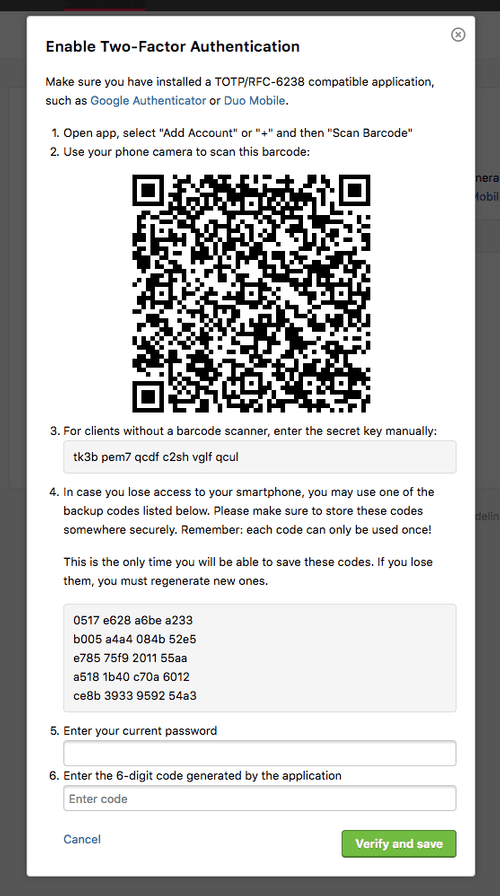 Enable Two-Factor Authentication
Make sure you have installed a TOTP/RFC-6238 compatible application,
such as Google Authenticator or Duo Mobile.
1. Open app, select "Add Account" or "+" and then "Scan Barcode"
2. Use your phone camera to scan this barcode:
3. For clients without a barcode scanner, enter the secret key manually:
tk3b pem7 qcdf c2sh vglf qcul
4. In case you lose access to your smartphone, you may use one of the
backup codes listed below. Please make sure to store these codes
somewhere securely. Remember: each code can only be used once!
This is the only time you will be able to save these codes. If you lose
them, you must regenerate new ones.
0517 e628 a6be a233
b005 a4a4 084b 52e5
e785 75f9 2011 55aa
a518 1b40 c70a 6012
ce8b 3933 9592 54a3
5. Enter your current password
6. Enter the 6-digit code generated by the application
Enter code
Cancel
Verify and save